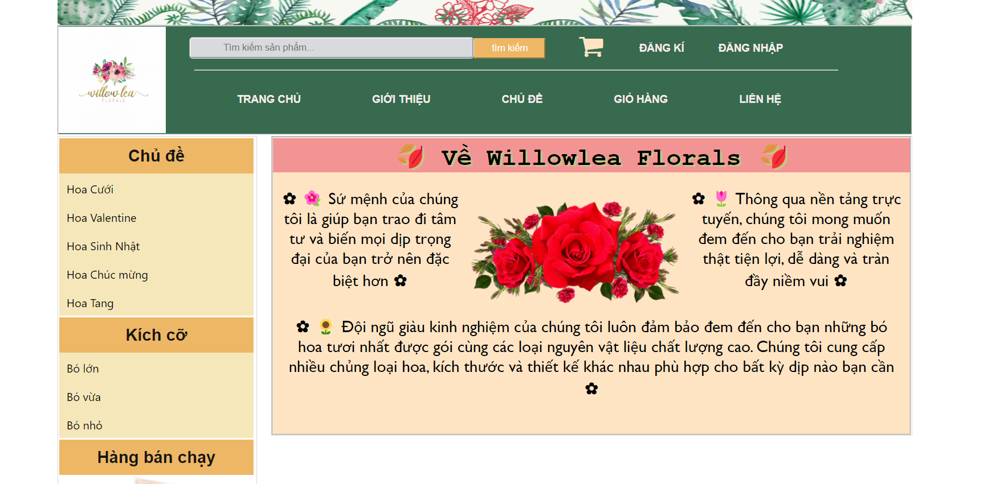 Tìm kiếm sản phẩm...
tìm kiếm
ĐĂNG KÍ
ĐĂNG NHẬP
willow lea
FLORALS
TRANG CHỦ
GIỚI THIỆU
CHỦ ĐỀ
GIỎ HÀNG
LIÊN HỆ
Chủ đề
Hoa Cưới
Hoa Valentine
Hoa Sinh Nhật
Hoa Chúc mừng
Hoa Tang
Kích cỡ
Bó lớn
Bó vừa
Bó nhỏ
Hàng bán chạy
Về Willowlea Florals
✿ 🌺 Sứ mệnh của chúng
tôi là giúp bạn trao đi tâm
tư và biến mọi dịp trọng
đại của bạn trở nên đặc
biệt hơn ✿
✿ 🌷 Thông qua nền tảng trực
tuyến, chúng tôi mong muốn
đem đến cho bạn trải nghiệm
thật tiện lợi, dễ dàng và tràn
đầy niềm vui ✿
✿ 🌻 Đội ngũ giàu kinh nghiệm của chúng tôi luôn đảm bảo đem đến cho bạn những bó
hoa tươi nhất được gói cùng các loại nguyên vật liệu chất lượng cao. Chúng tôi cung cấp
nhiều chủng loại hoa, kích thước và thiết kế khác nhau phù hợp cho bất kỳ dịp nào bạn cần
✿